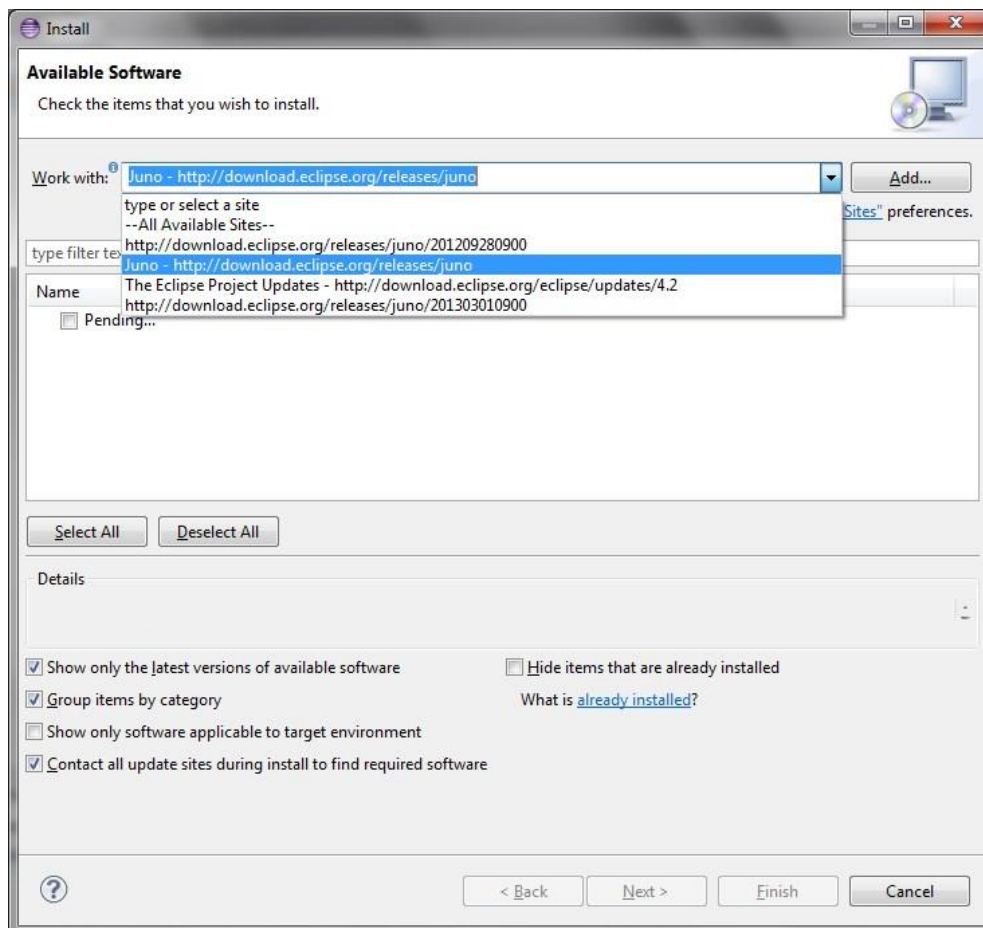 Install
Available Software
Check the items that you wish to install.
Work with: Juno - http://download.eclipse.org/releases/juno Add...
type or select a site
Sites" preferences.
--All Available Sites--
http://download.eclipse.org/releases/juno/201209280900
type filter
Juno - http://download.eclipse.org/releases/juno
The Eclipse Project Updates - http://download.eclipse.org/eclipse/updates/4.2
Name
http://download.eclipse.org/releases/juno/201303010900
Pending...
Select All Deselect All
Details
Show only the latest versions of available software Hide items that are already installed
Group items by category What is already installed?
Show only software applicable to target environment
Contact all update sites during install to find required software
? < Back Next > Finish Cancel